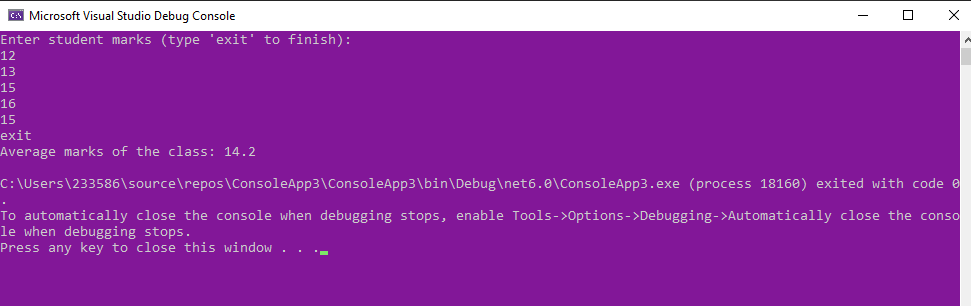 Microsoft Visual Studio Debug Console
Enter student marks (type 'exit' to finish):
12
13
15
16
15
exit
Average marks of the class: 14.2
C:\Users\233586\source\repos\ConsoleApp3\ConsoleApp3\bin\Debug\net6.0\ConsoleApp3.exe (process 18160) exited with code 0
.
To automatically close the console when debugging stops, enable Tools->Options->Debugging->Automatically close the conso
le when debugging stops.
Press any key to close this window . . .